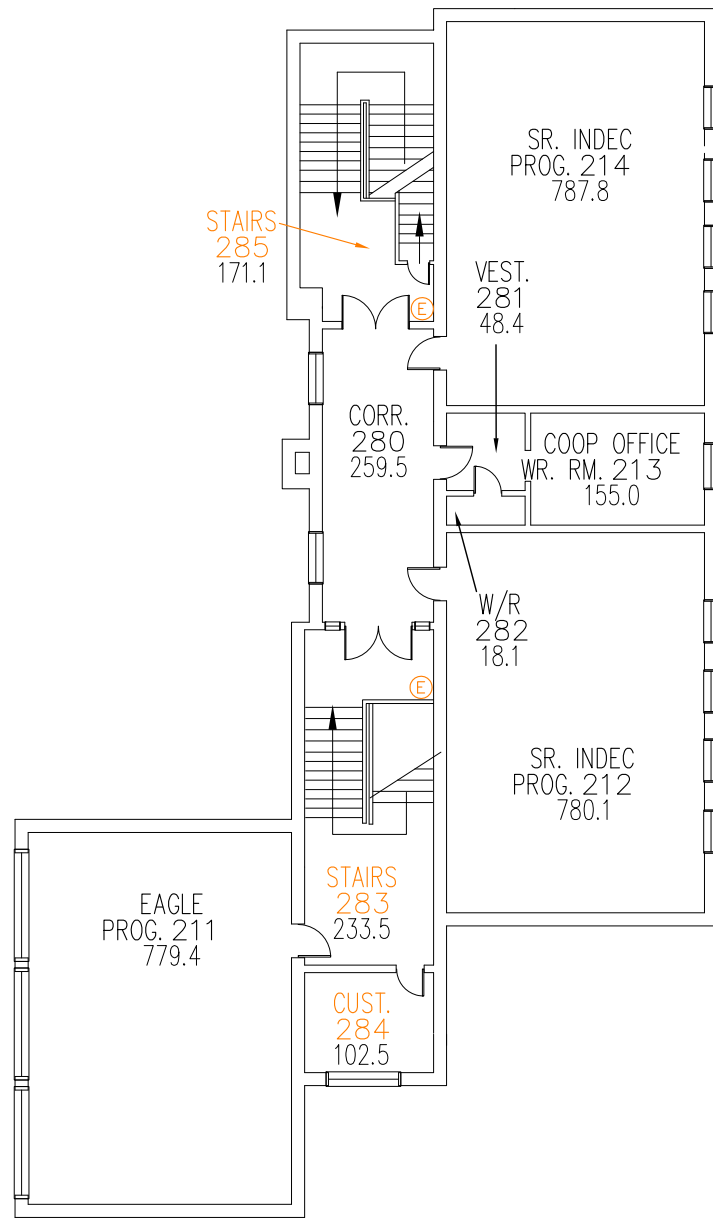 SR. INDEC
PROG. 214
787.8
STAIRS
285
171.1
VEST.
281
48.4
E
CORR.
280
259.5
COOP OFFICE
WR. RM. 213
155.0
W/R
282
18.1
E
SR. INDEC
PROG. 212
780.1
STAIRS
283
233.5
EAGLE
PROG. 211
779.4
CUST.
284
102.5